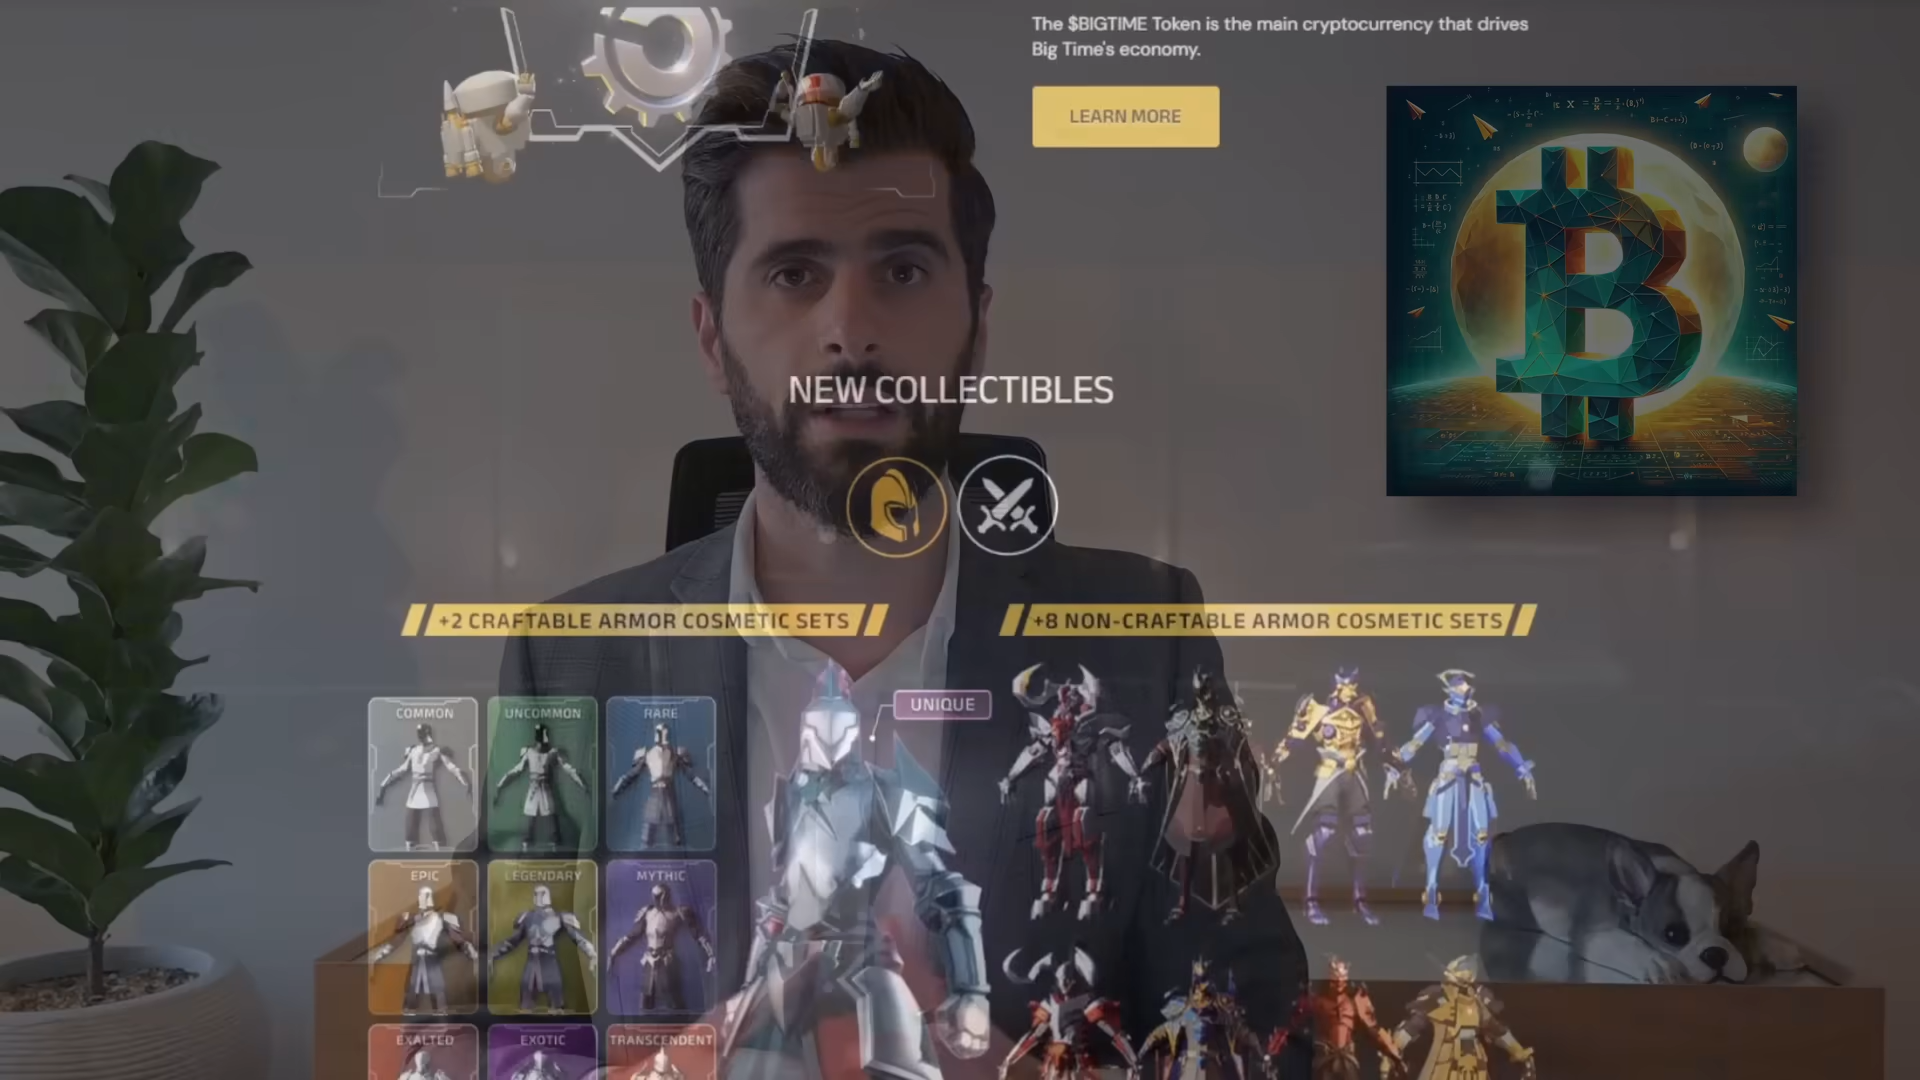 The $BIGTIME Token is the main cryptocurrency that drives
Big Time's economy.
LEARN MORE
NEW COLLECTIBLES
+2 CRAFTABLE ARMOR COSMETIC SETS
+8 NON-CRAFTABLE ARMOR COSMETIC SETS
COMMON
UNCOMMON
RARE
UNIQUE
EPIC
LEGENDARY
MYTHIC
EXALTED
EXOTIC
TRANSCENDENT